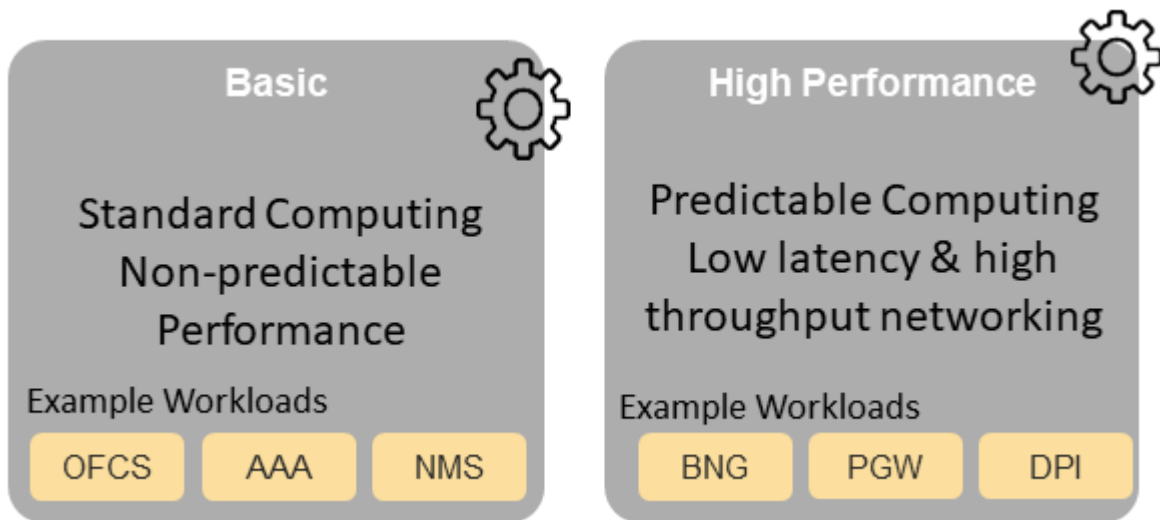 Basic
Standard Computing
Non-predictable
Performance
Example Workloads
OFCS
AAA
NMS
High Performance
Predictable Computing
Low latency & high
throughput networking
Example Workloads
BNG
PGW
DPI